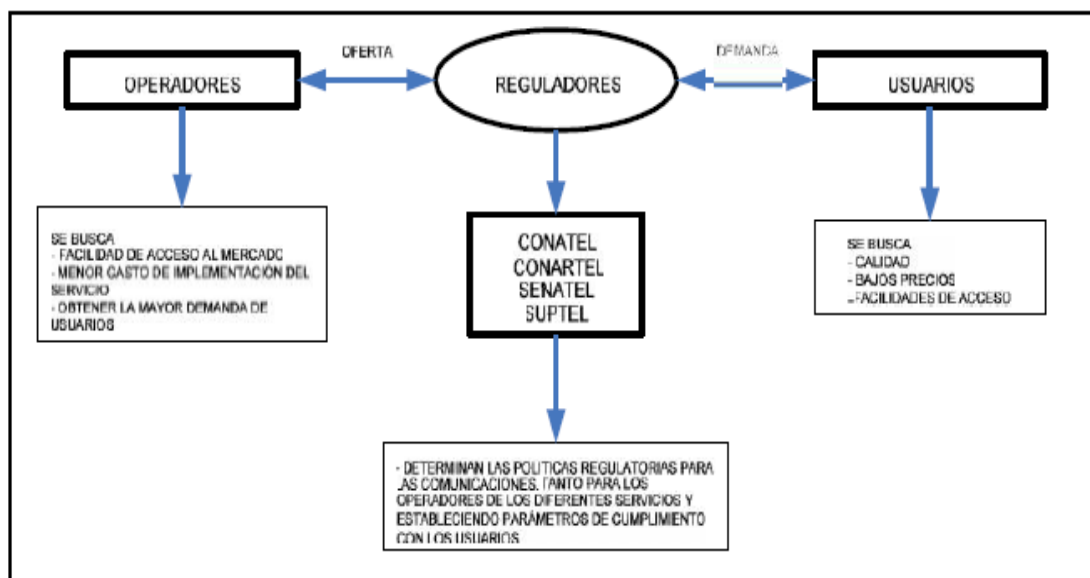 OFERTA
DEMANDA
OPERADORES
REGULADORES
USUARIOS
SE BUSCA
- FACILIDAD DE ACCESO AL MERCADO
- MENOR GASTO DE IMPLEMENTACIÓN DEL
SERVICIO
- OBTENER LA MAYOR DEMANDA DE
USUARIOS
CONATEL
CONARTEL
SENATEL
SUPTEL
SE BUSCA
- CALIDAD
- BAJOS PRECIOS
-FACILIDADES DE ACCESO
- DETERMINAN LAS POLITICAS REGULATORIAS PARA
LAS COMUNICACIONES, TANTO PARA LOS
OPERADORES DE LOS DIFERENTES SERVICIOS Y
ESTABLECIENDO PARÁMETROS DE CUMPLIMIENTO
CON LOS USUARIOS